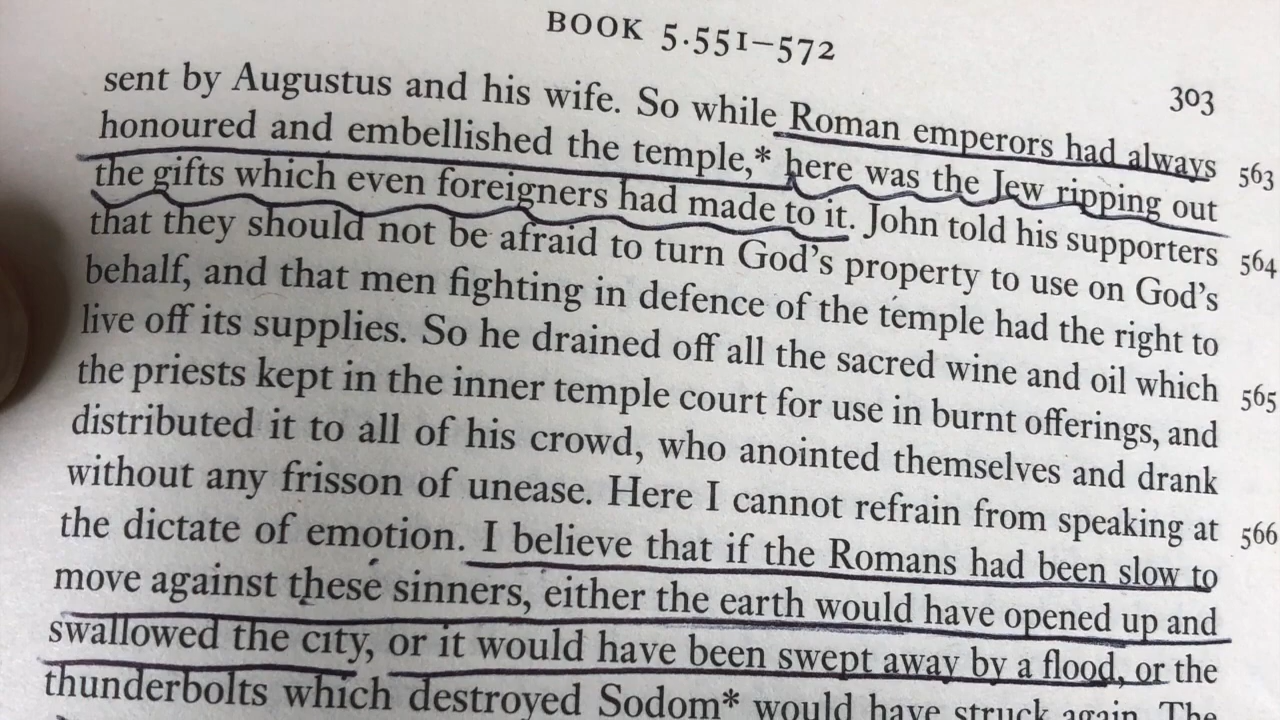 BOOK 5.551–572
303
sent by Augustus and his wife. So while Roman emperors had always 563
honoured and embellished the temple,* here was the Jew ripping out
the gifts which even foreigners had made to it. John told his supporters 564
that they should not be afraid to turn God's property to use on God's
behalf, and that men fighting in defence of the temple had the right to
live off its supplies. So he drained off all the sacred wine and oil which 565
the priests kept in the inner temple court for use in burnt offerings, and
distributed it to all of his crowd, who anointed themselves and drank
without any frisson of unease. Here I cannot refrain from speaking at 566
the dictate of emotion. I believe that if the Romans had been slow to
move against these sinners, either the earth would have opened up and
swallowed the city, or it would have been swept away by a flood, or the
thunderbolts which destroyed Sodom* would have struck again. The